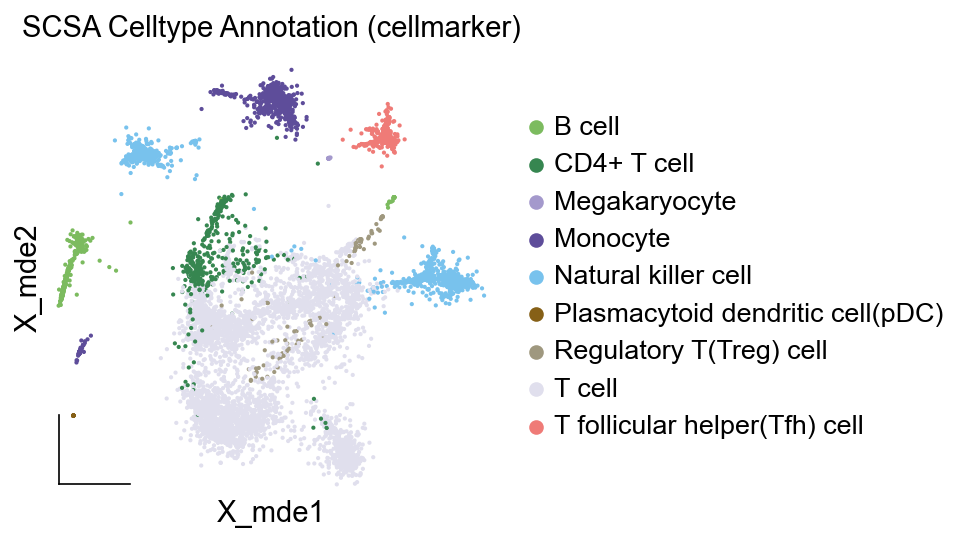 SCSA Celltype Annotation (cellmarker)
B cell
CD4+ T cell
Megakaryocyte
Monocyte
Natural killer cell
Plasmacytoid dendritic cell(pDC)
Regulatory T(Treg) cell
T cell
T follicular helper(Tfh) cell
X_mde2
X_mde1